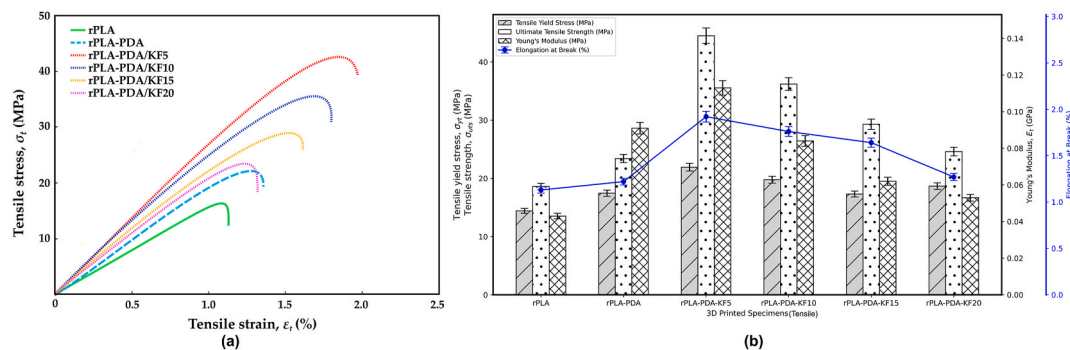 50
40
30
20
10
0
0.5
1.0
1.5
2.0
2.5
Tensile stress, σt (MPa)
Tensile strain, εt (%)
rPLA
rPLA-PDA
rPLA-PDA/KF5
rPLA-PDA/KF10
rPLA-PDA/KF15
rPLA-PDA/KF20
(a)
Tensile Yield Stress (MPa)
Ultimate Tensile Strength (MPa)
Young's Modulus (MPa)
Elongation at Break (%)
Tensile yield stress, σyt (MPa)
Tensile strength, σuts (MPa)
50
40
30
20
10
0
rPLA
rPLA-PDA
rPLA-PDA-KF5
rPLA-PDA-KF10
rPLA-PDA-KF15
rPLA-PDA-KF20
3D Printed Specimens(Tensile)
0.14
0.12
0.10
0.08
0.06
0.04
0.02
0.00
Young's Modulus, Et (GPa)
3.0
2.5
2.0
1.5
1.0
0.5
0.0
Elongation at Break (%)
(b)